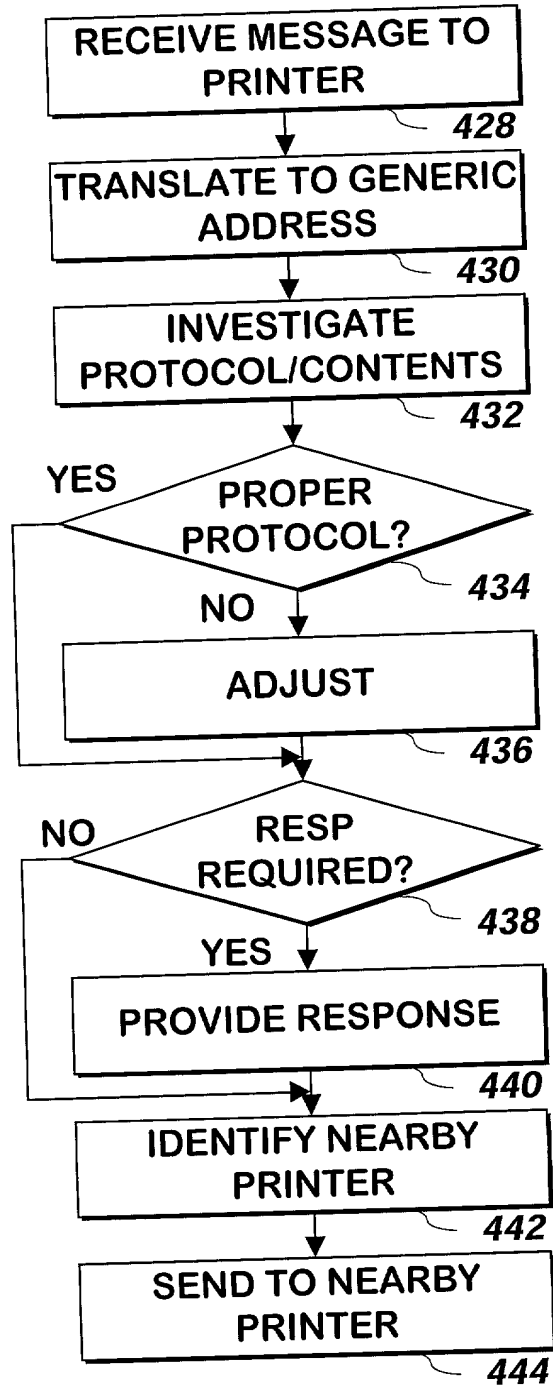 RECEIVE MESSAGE TO
PRINTER
428
TRANSLATE TO GENERIC
ADDRESS
430
INVESTIGATE
PROTOCOL/CONTENTS
432
YES
PROPER
PROTOCOL?
434
NO
ADJUST
436
NO
RESP
REQUIRED?
438
YES
PROVIDE RESPONSE
440
IDENTIFY NEARBY
PRINTER
442
SEND TO NEARBY
PRINTER
444